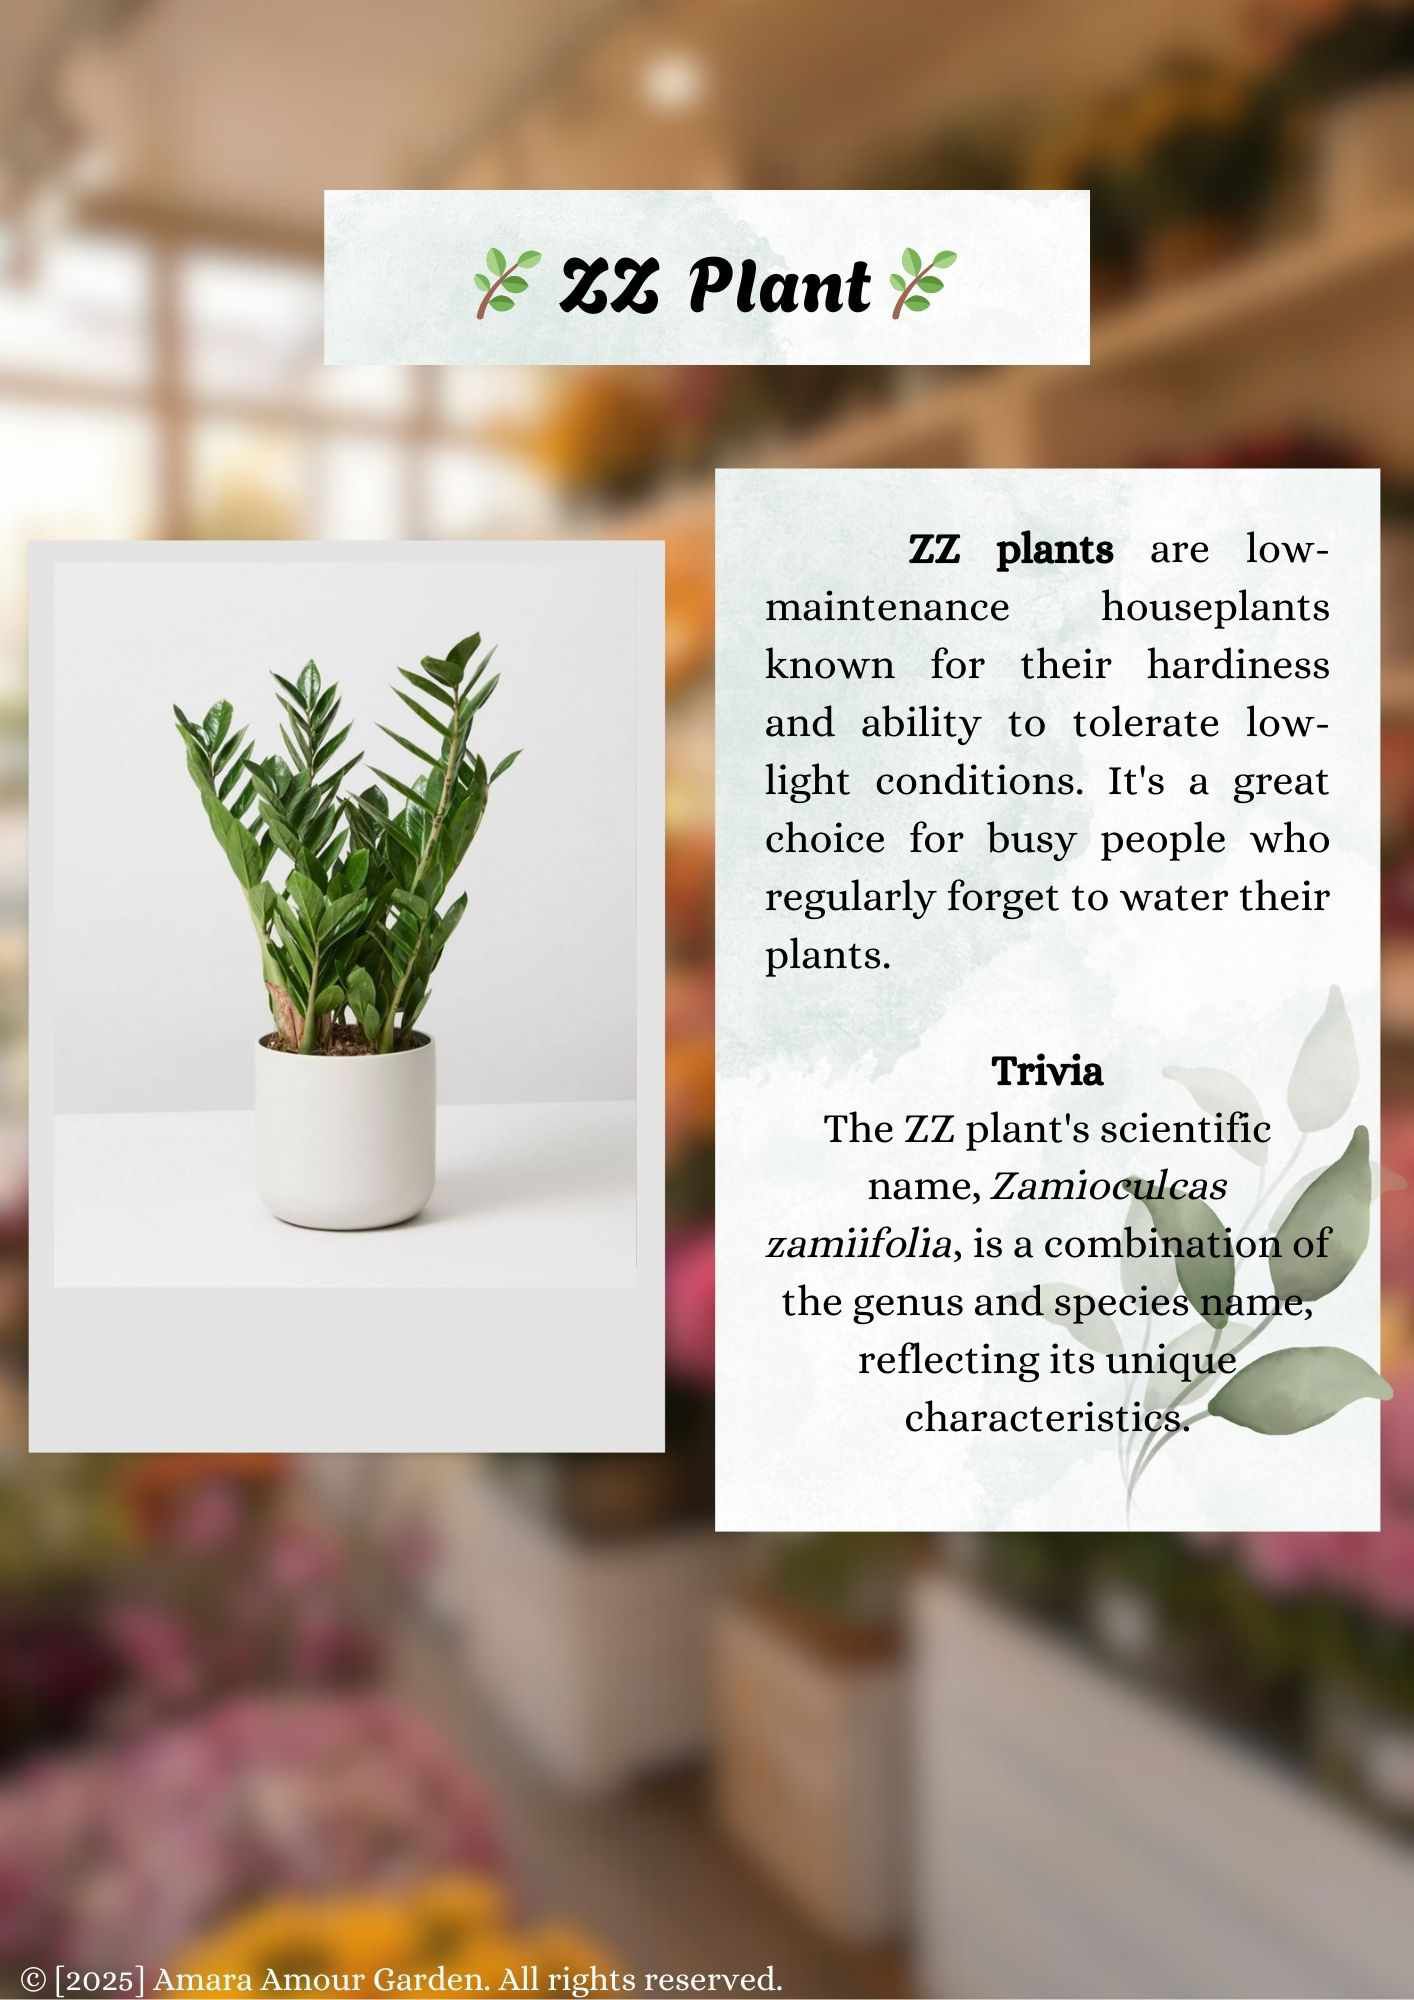 ZZ Plant
ZZ plants are low-
maintenance houseplants
known for their hardiness
and ability to tolerate low-
light conditions. It's a great
choice for busy people who
regularly forget to water their
plants.
Trivia
The ZZ plant's scientific
name, Zamioculcas
zamiifolia, is a combination of
the genus and species name,
reflecting its unique
characteristics.
© [2025] Amara Amour Garden. All rights reserved.